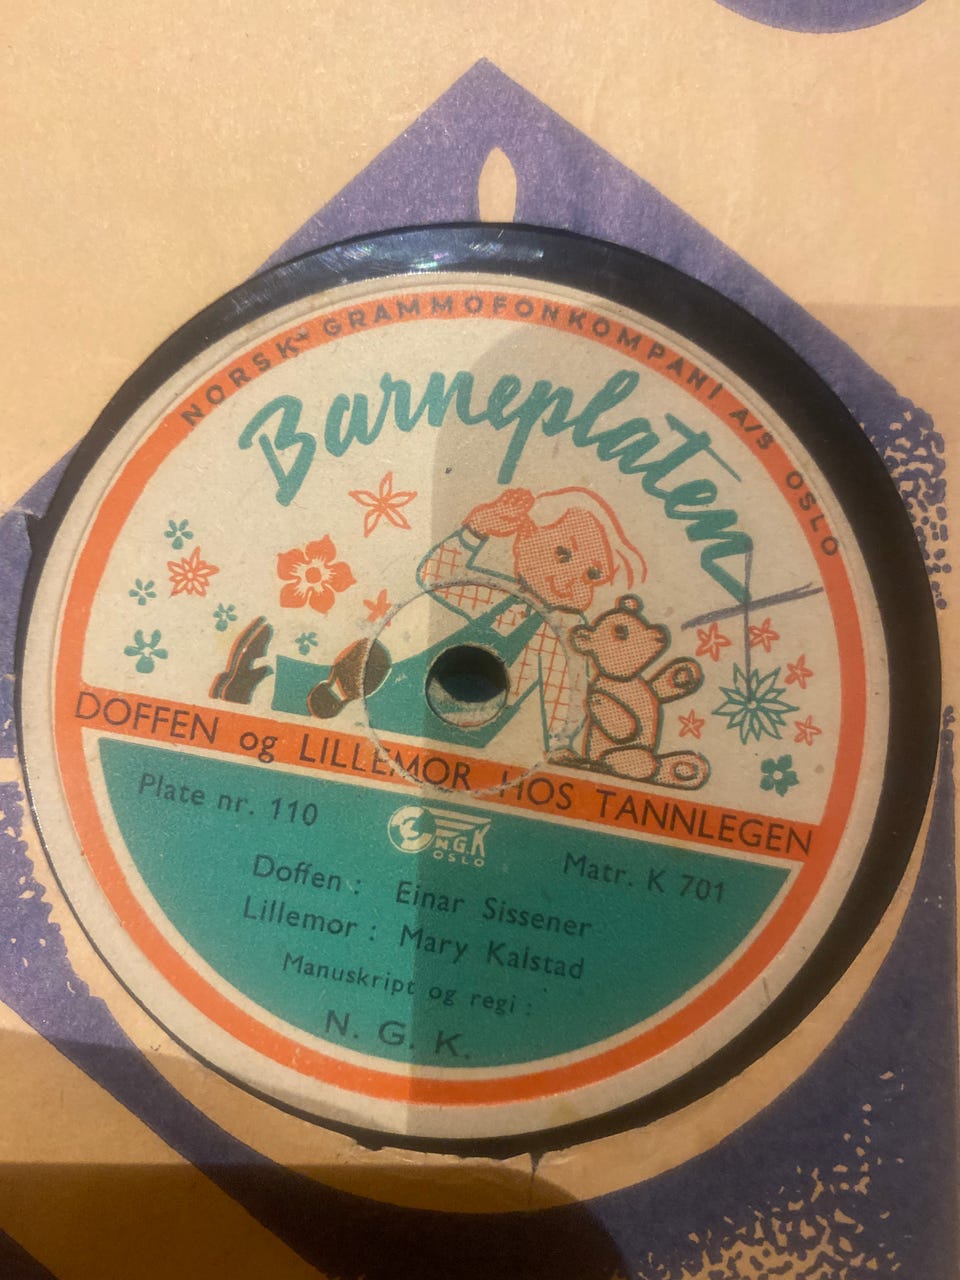 NORSK GRAMMOFONKOMPANI A/S OSLO
Barneplaten
DOFFEN og LILLEMOR HOS TANNLEGEN
Plate nr. 110
N.G.K
OSLO
Matr. K 701
Doffen : Einar Sissener
Lillemor : Mary Kalstad
Manuskript og regi :
N. G. K.